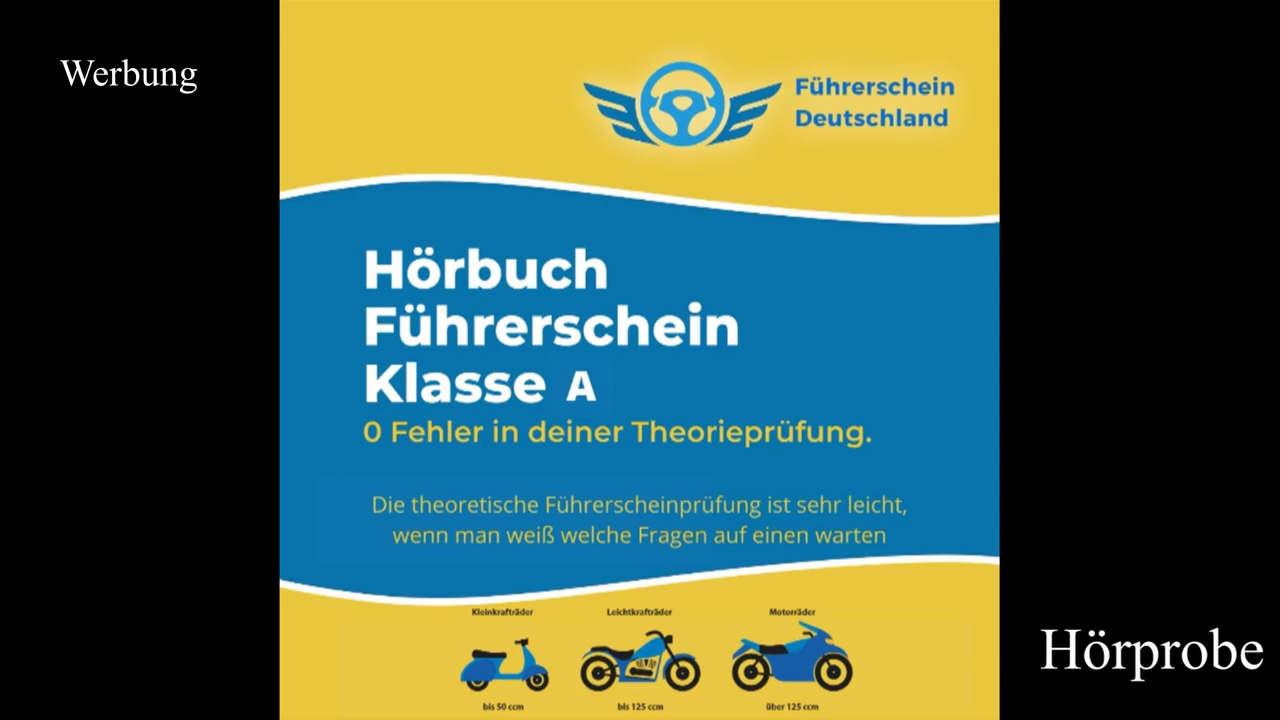 Werbung
Führerschein
Deutschland
Hörbuch
Führerschein
Klasse A
0 Fehler in deiner Theorieprüfung.
Die theoretische Führerscheinprüfung ist sehr leicht,
wenn man weiß welche Fragen auf einen warten
Kleinkrafträder Leichtkrafträder Motorräder
bis 50 ccm bis 125 ccm über 125 ccm
Hörprobe